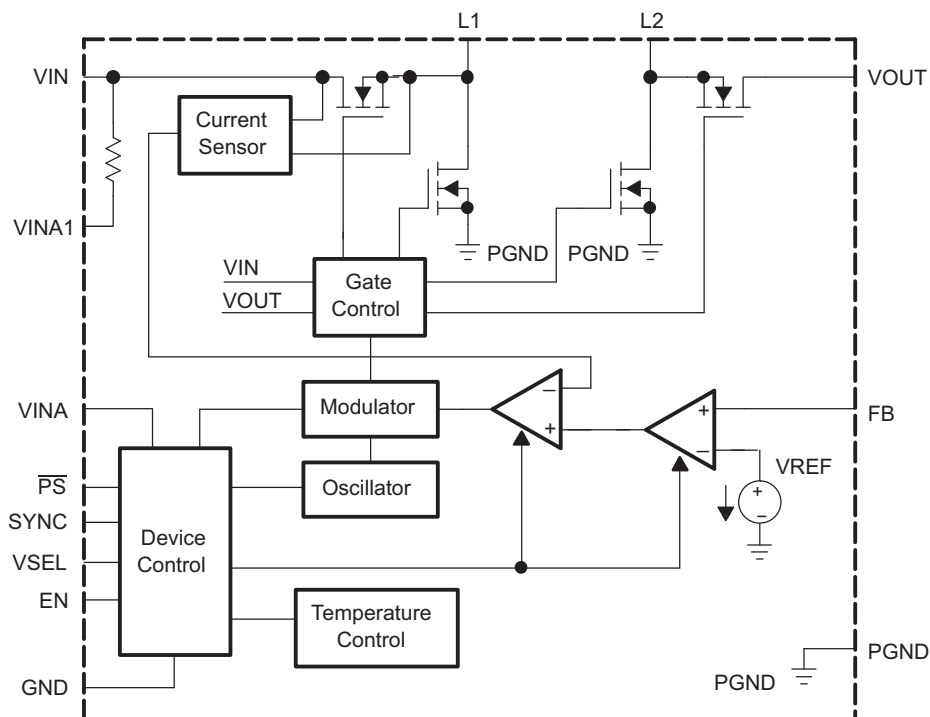 L1
L2
VIN
VOUT
Current
Sensor
VINA1
PGND
PGND
VIN
VOUT
Gate
Control
VINA
Modulator
−
+
+
−
FB
VREF
+
−
PS
Oscillator
SYNC
VSEL
EN
Device
Control
Temperature
Control
GND
PGND
PGND